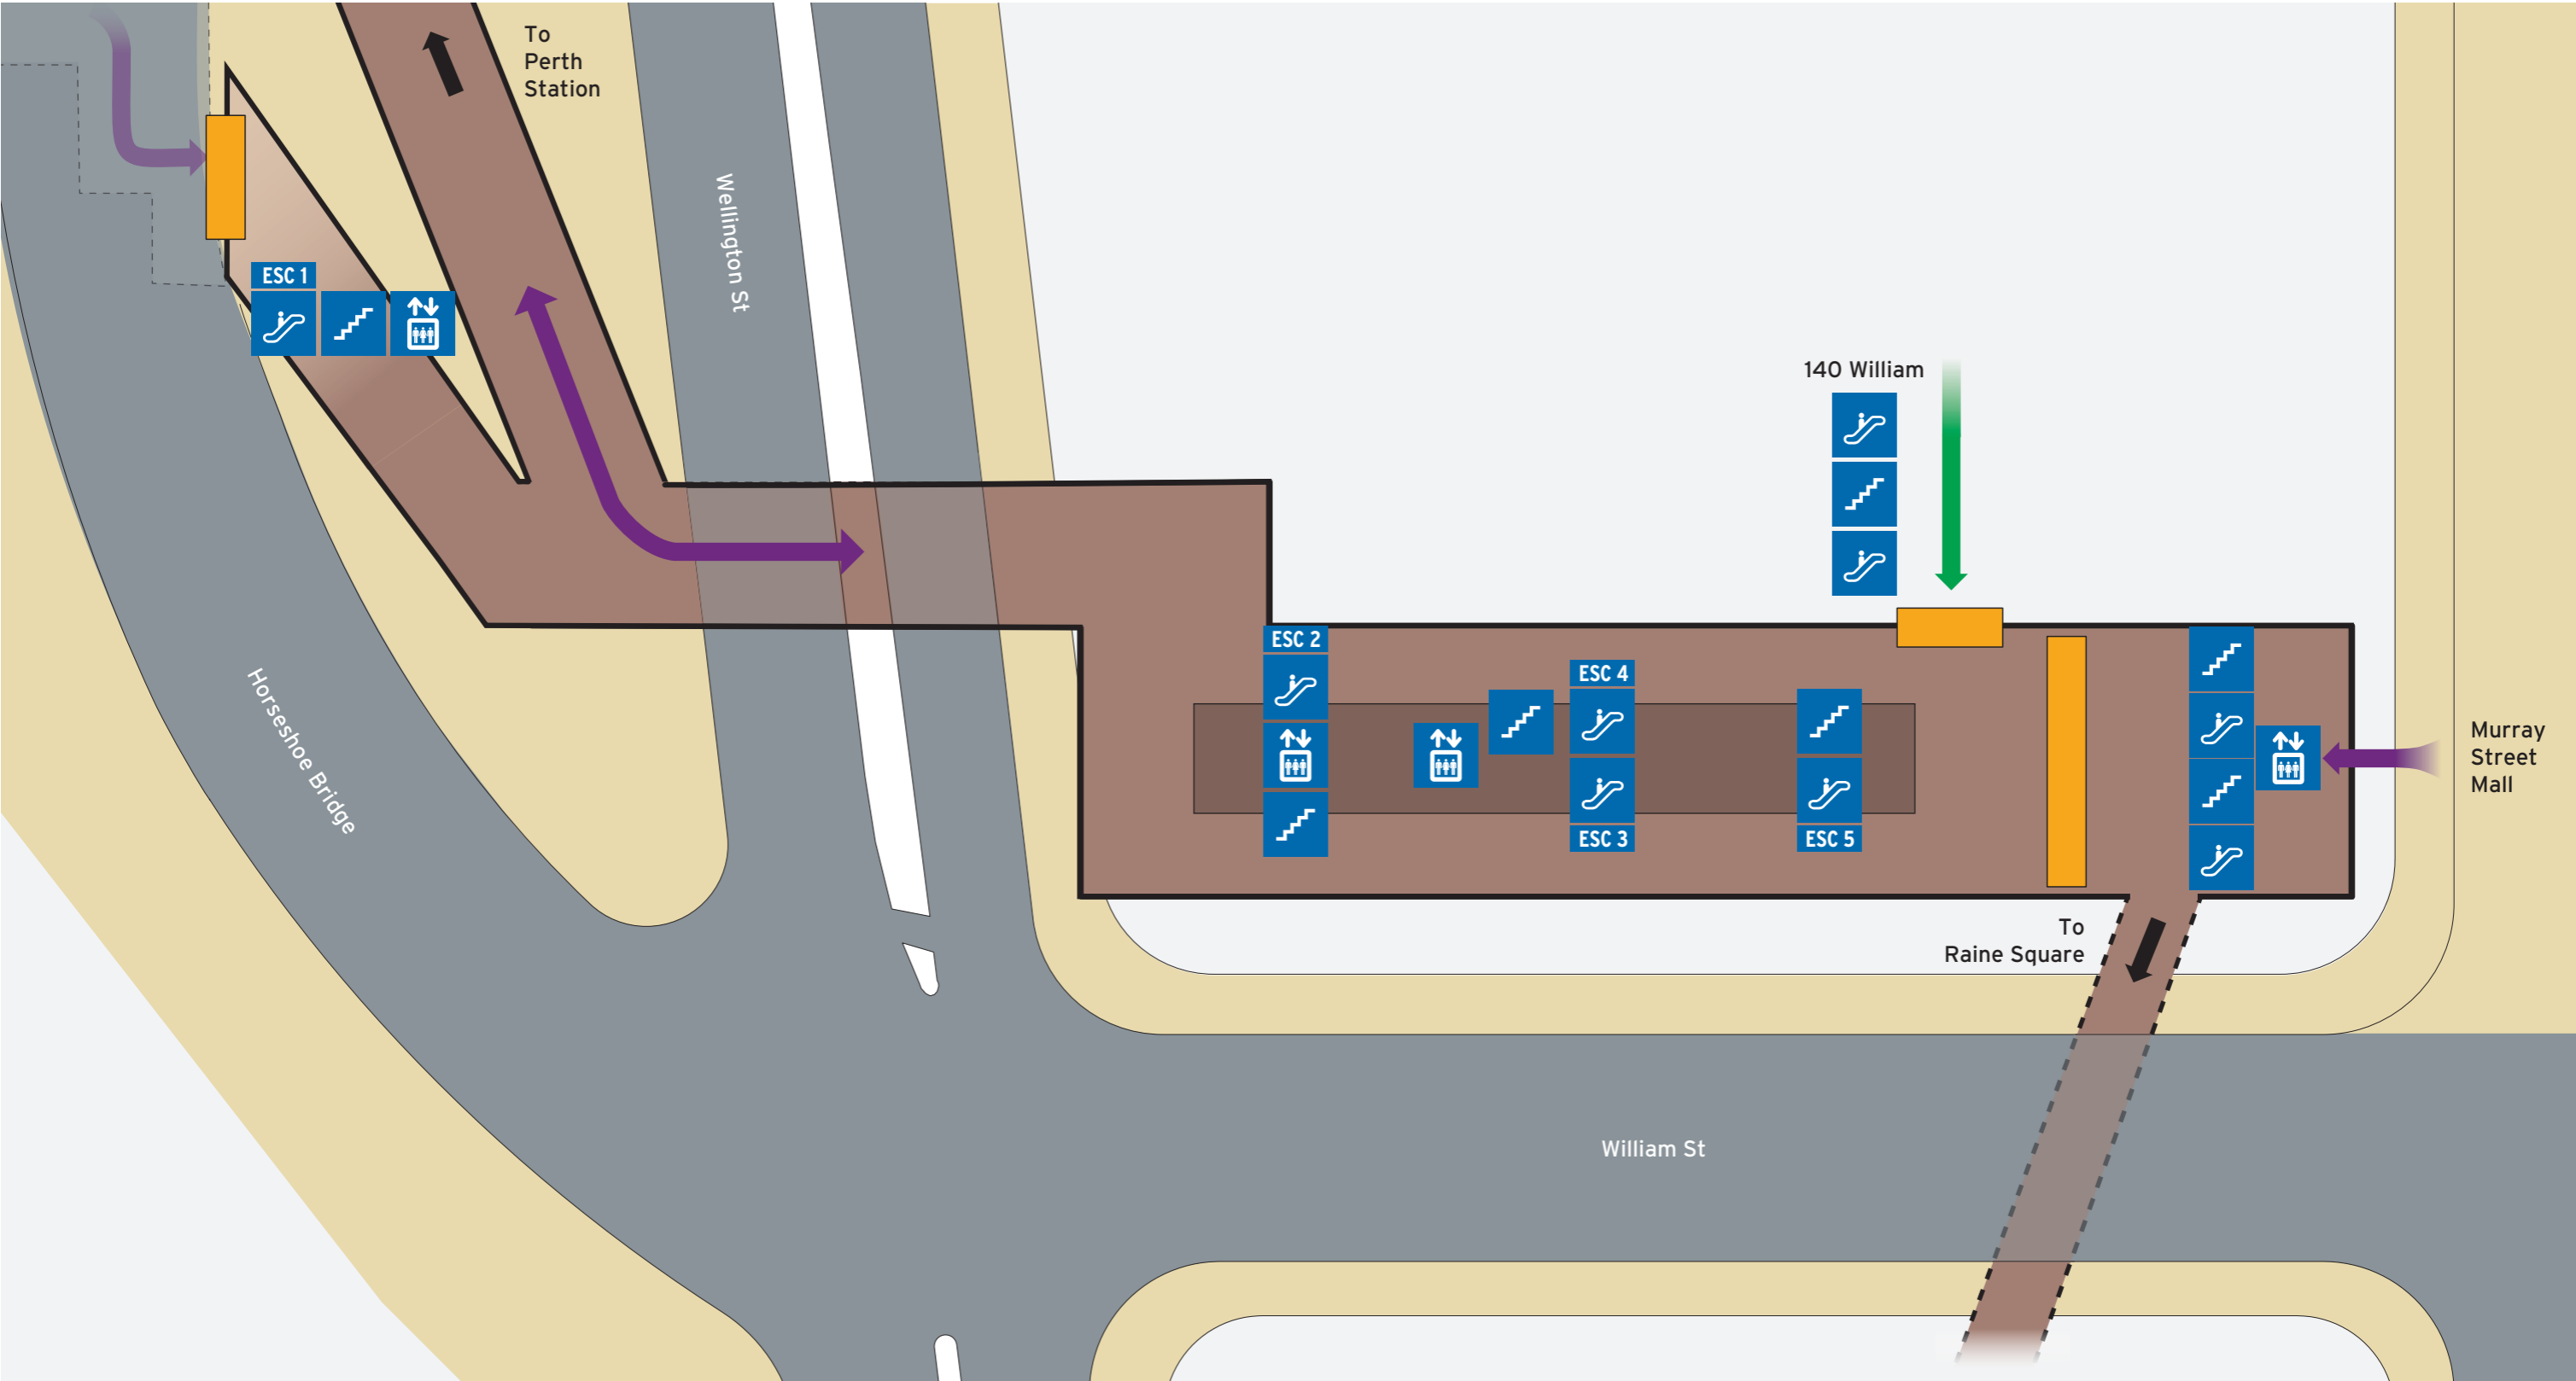 To
Perth
Station
Wellington St
ESC 1
140 William
Horseshoe Bridge
ESC 2
ESC 4
ESC 3
ESC 5
Murray
Street
Mall
To
Raine Square
William St